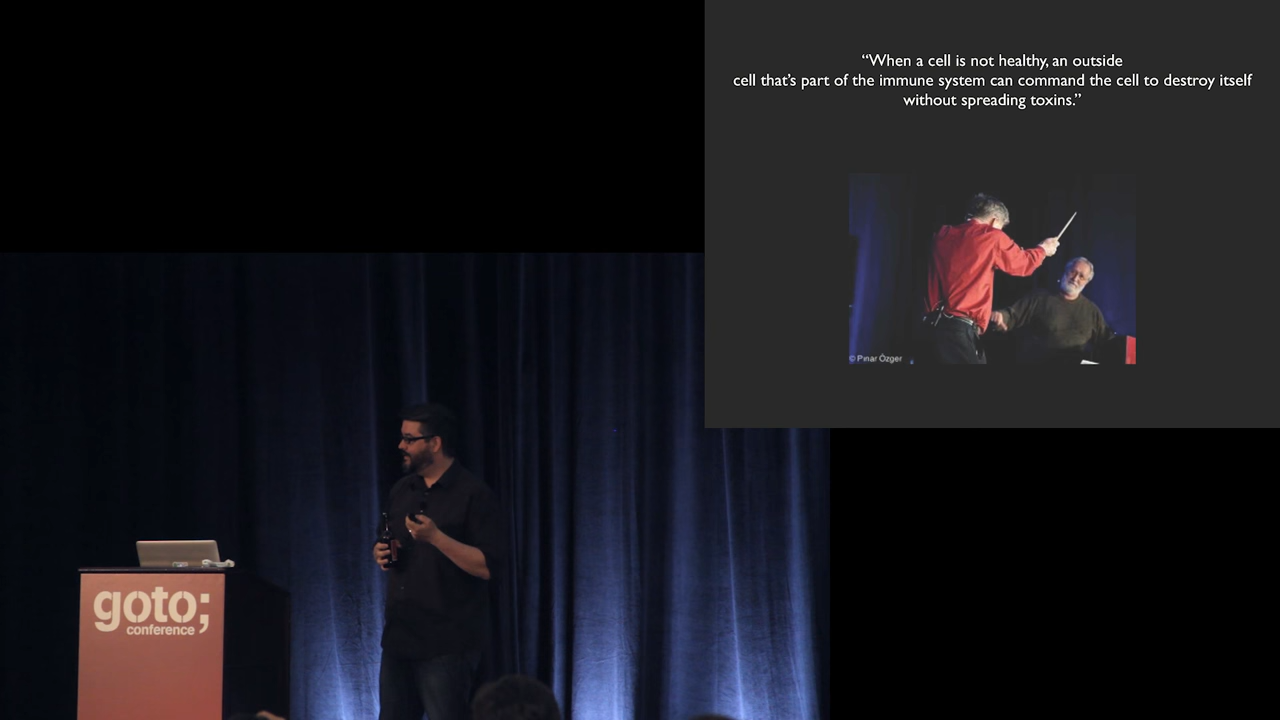 “When a cell is not healthy, an outside
cell that’s part of the immune system can command the cell to destroy itself
without spreading toxins.”
© Pınar Özger
goto;
conference